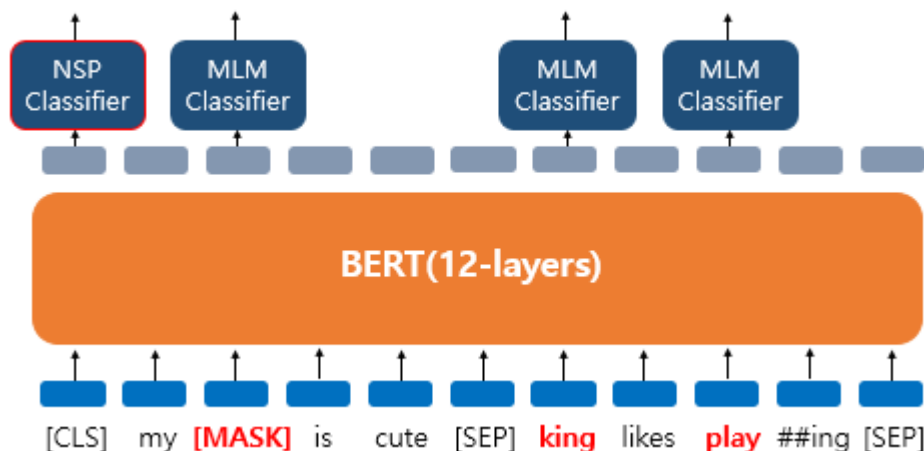 NSP
Classifier
MLM
Classifier
MLM
Classifier
MLM
Classifier
BERT(12-layers)
[CLS] my [MASK] is cute [SEP] king likes play ##ing [SEP]